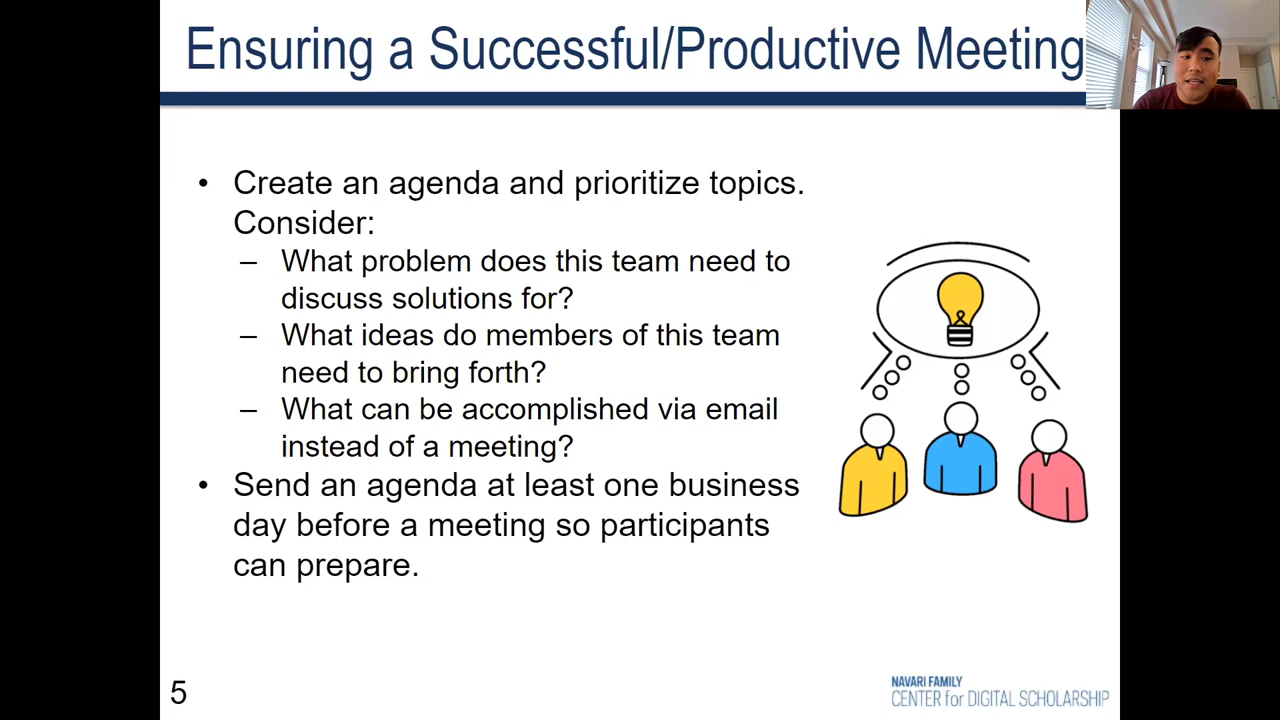 Ensuring a Successful/Productive Meeting
• Create an agenda and prioritize topics.
Consider:
– What problem does this team need to
discuss solutions for?
– What ideas do members of this team
need to bring forth?
– What can be accomplished via email
instead of a meeting?
• Send an agenda at least one business
day before a meeting so participants
can prepare.
5
NAVARI FAMILY
CENTER for DIGITAL SCHOLARSHIP